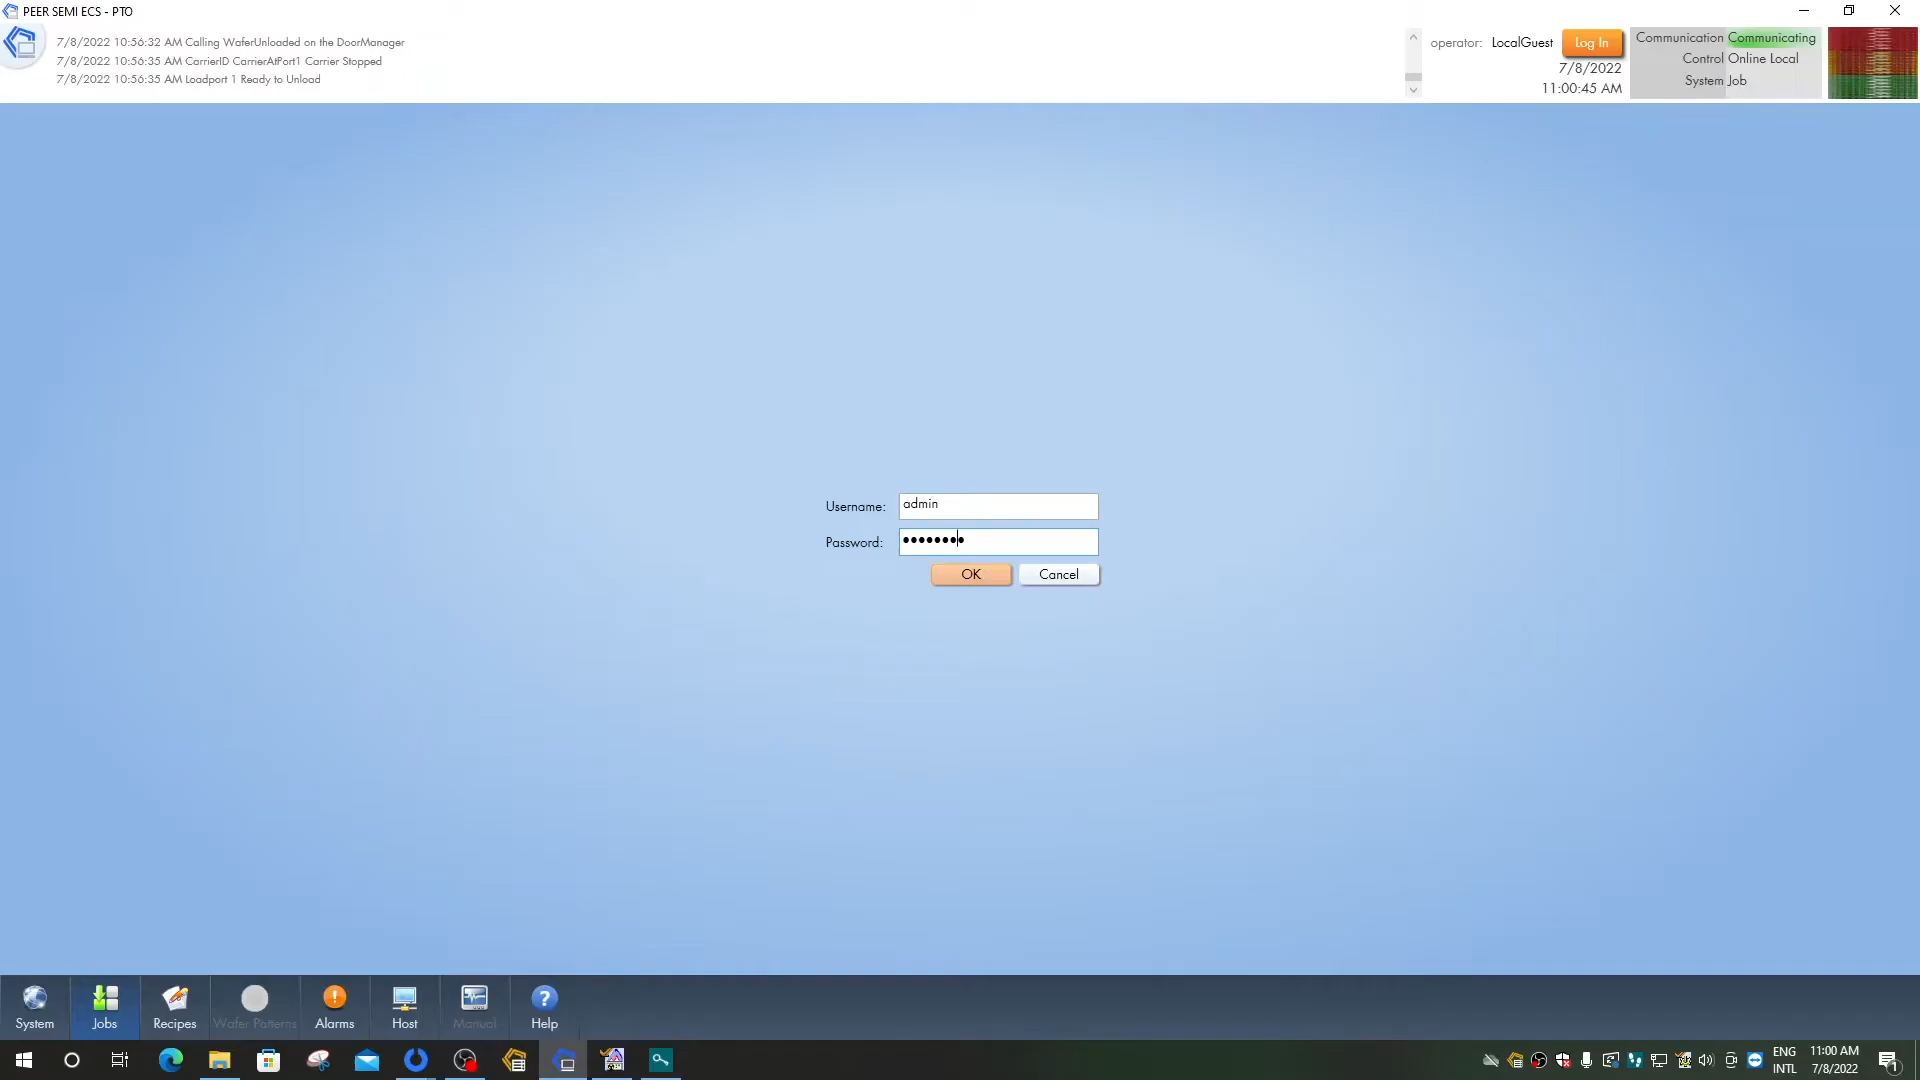 PEER SEMI ECS - PTO
7/8/2022 10:56:32 AM Calling WaferUnloaded on the DoorManager
7/8/2022 10:56:35 AM CarrierID CarrierAtPort1 Carrier Stopped
7/8/2022 10:56:35 AM Loadport 1 Ready to Unload
operator: LocalGuest Log In
7/8/2022
11:00:45 AM
Communication Communicating
Control Online Local
System Job
Username: admin
Password: ••••••••
OK Cancel
System Jobs Recipes Wafer Patterns Alarms Host Manual Help
ENG 11:00 AM
INTL 7/8/2022
1